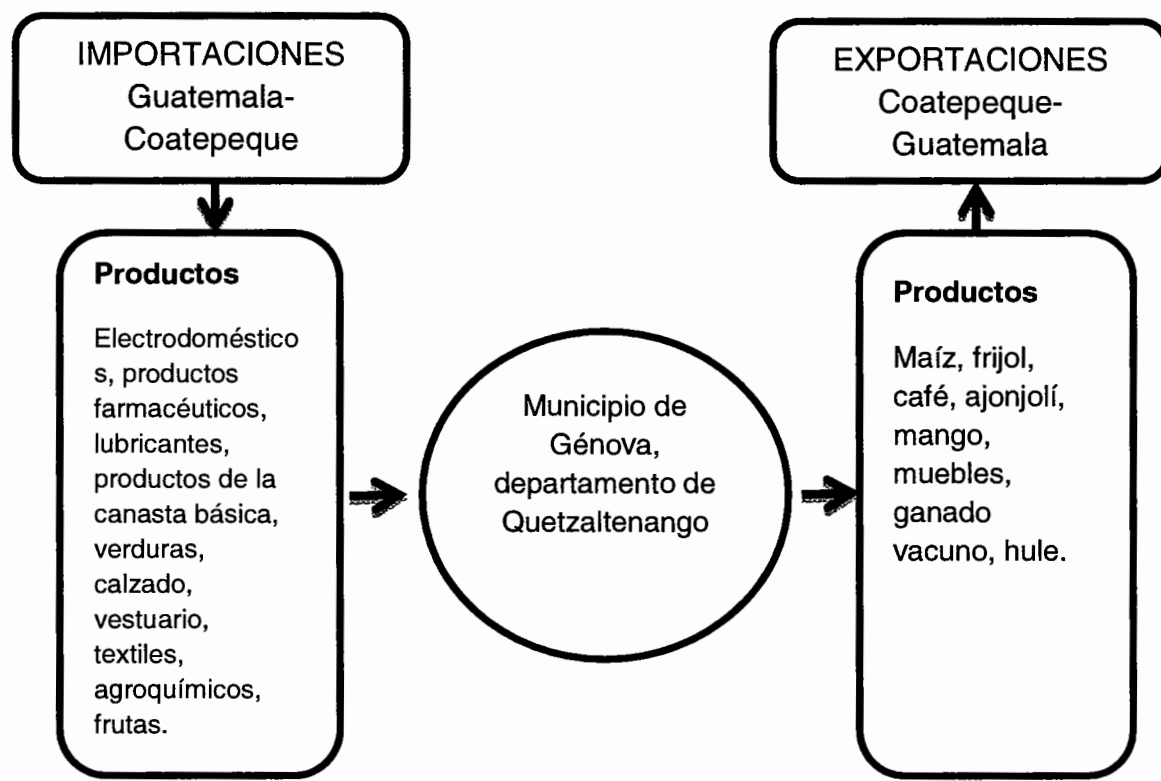 IMPORTACIONES
Guatemala-
Coatepeque
EXPORTACIONES
Coatepeque-
Guatemala
Productos
Electrodoméstico
s, productos
farmacéuticos,
lubricantes,
productos de la
canasta básica,
verduras,
calzado,
vestuario,
textiles,
agroquímicos,
frutas.
Municipio de
Génova,
departamento de
Quetzaltenango
Productos
Maíz, frijol,
café, ajonjolí,
mango,
muebles,
ganado
vacuno, hule.